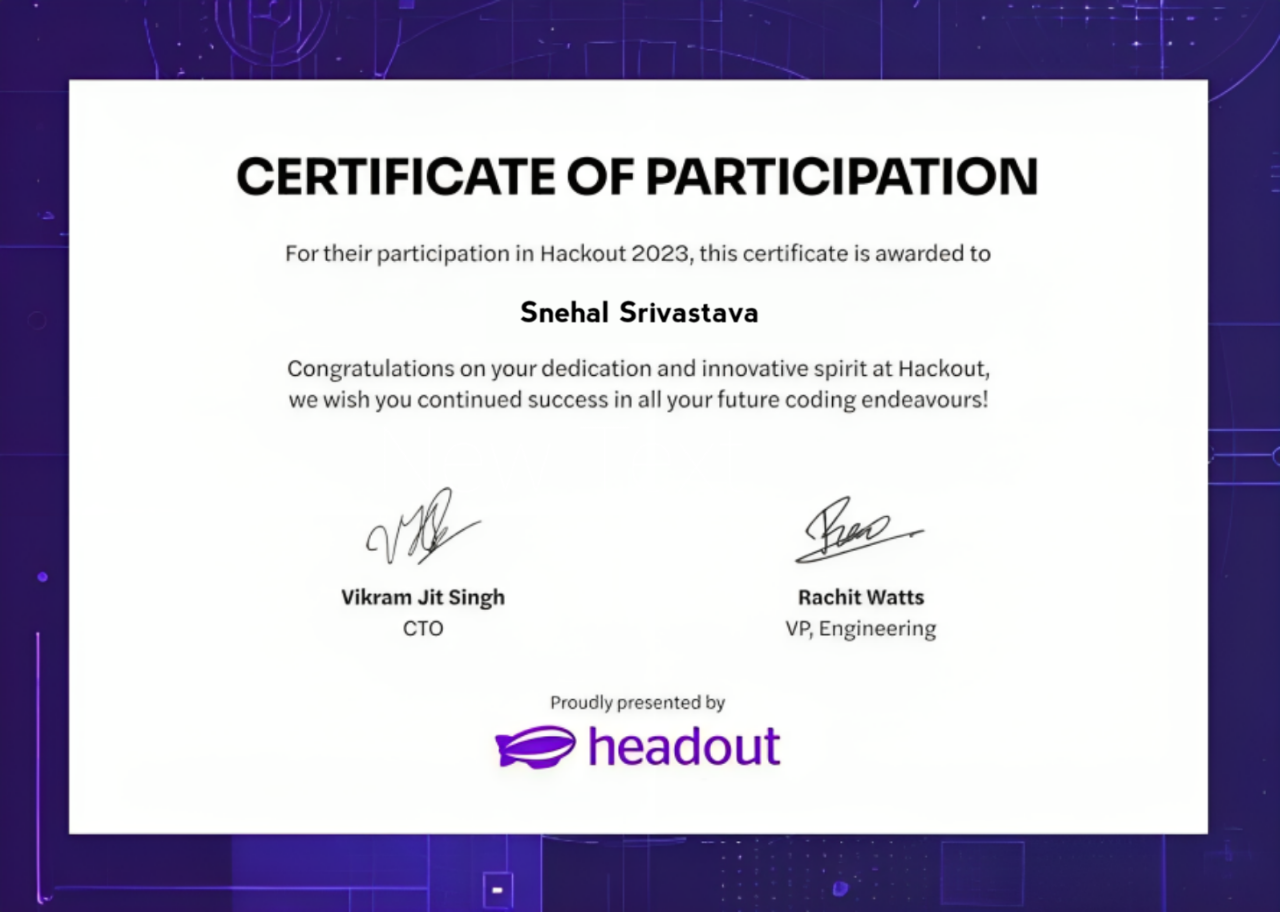 CERTIFICATE OF PARTICIPATION
For their participation in Hackout 2023, this certificate is awarded to
Snehal Srivastava
Congratulations on your dedication and innovative spirit at Hackout,
we wish you continued success in all your future coding endeavours!
Vikram Jit Singh
Rachit Watts
CTO
VP, Engineering
Proudly presented by
headout